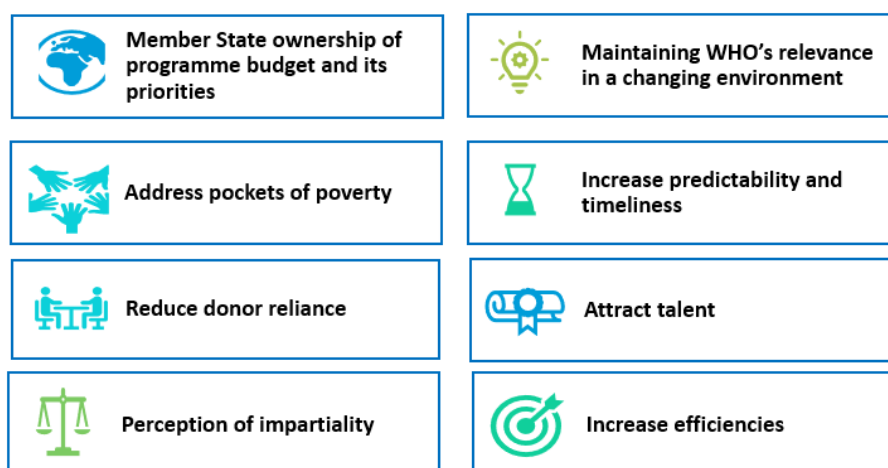 Member State ownership of
programme budget and its
priorities
Maintaining WHO's relevance
in a changing environment
Address pockets of poverty
Increase predictability and
timeliness
Reduce donor reliance
Attract talent
Perception of impartiality
Increase efficiencies